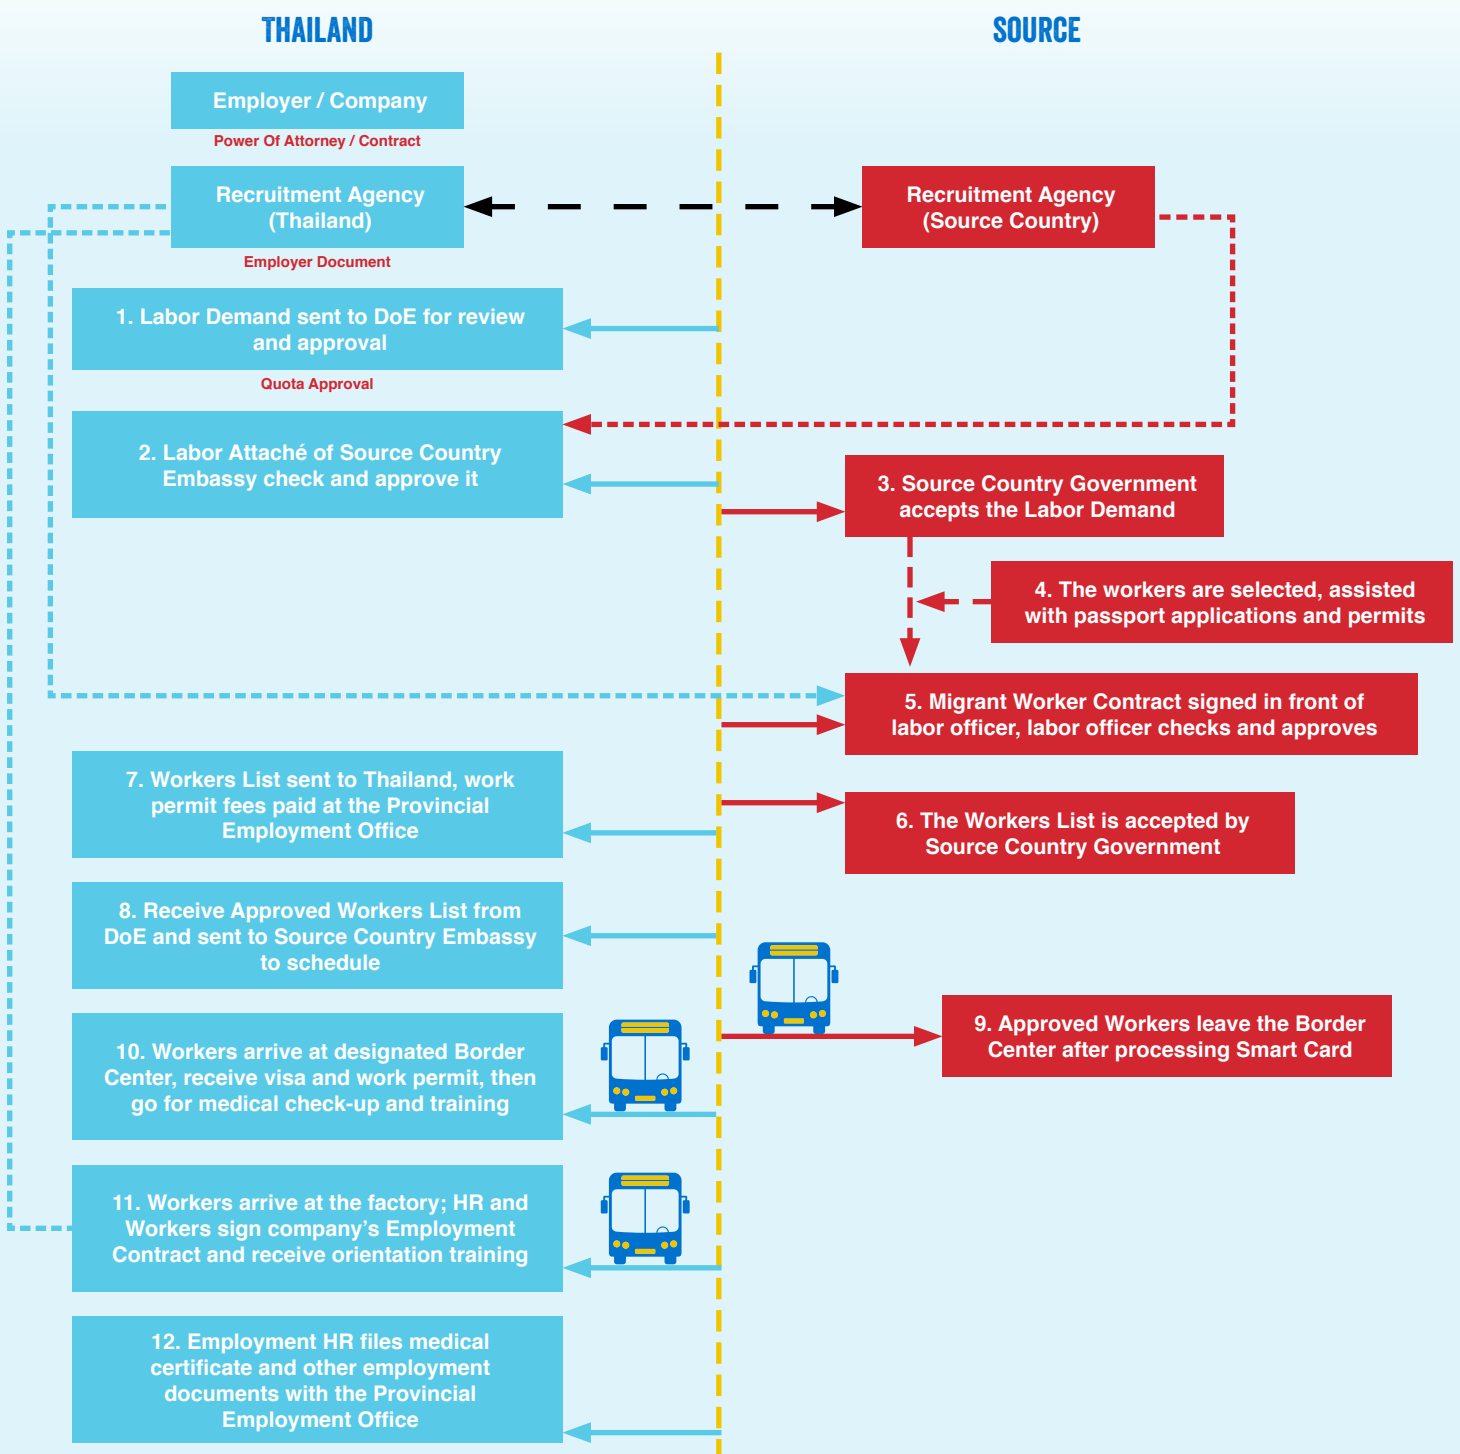 THAILAND
SOURCE
Employer / Company
Power Of Attorney / Contract
Recruitment Agency
(Thailand)
Recruitment Agency
(Source Country)
Employer Document
1. Labor Demand sent to DoE for review
and approval
Quota Approval
2. Labor Attaché of Source Country
Embassy check and approve it
3. Source Country Government
accepts the Labor Demand
4. The workers are selected, assisted
with passport applications and permits
5. Migrant Worker Contract signed in front of
labor officer, labor officer checks and approves
6. The Workers List is accepted by
Source Country Government
7. Workers List sent to Thailand, work
permit fees paid at the Provincial
Employment Office
8. Receive Approved Workers List from
DoE and sent to Source Country Embassy
to schedule
9. Approved Workers leave the Border
Center after processing Smart Card
10. Workers arrive at designated Border
Center, receive visa and work permit, then
go for medical check-up and training
11. Workers arrive at the factory; HR and
Workers sign company’s Employment
Contract and receive orientation training
12. Employment HR files medical
certificate and other employment
documents with the Provincial
Employment Office